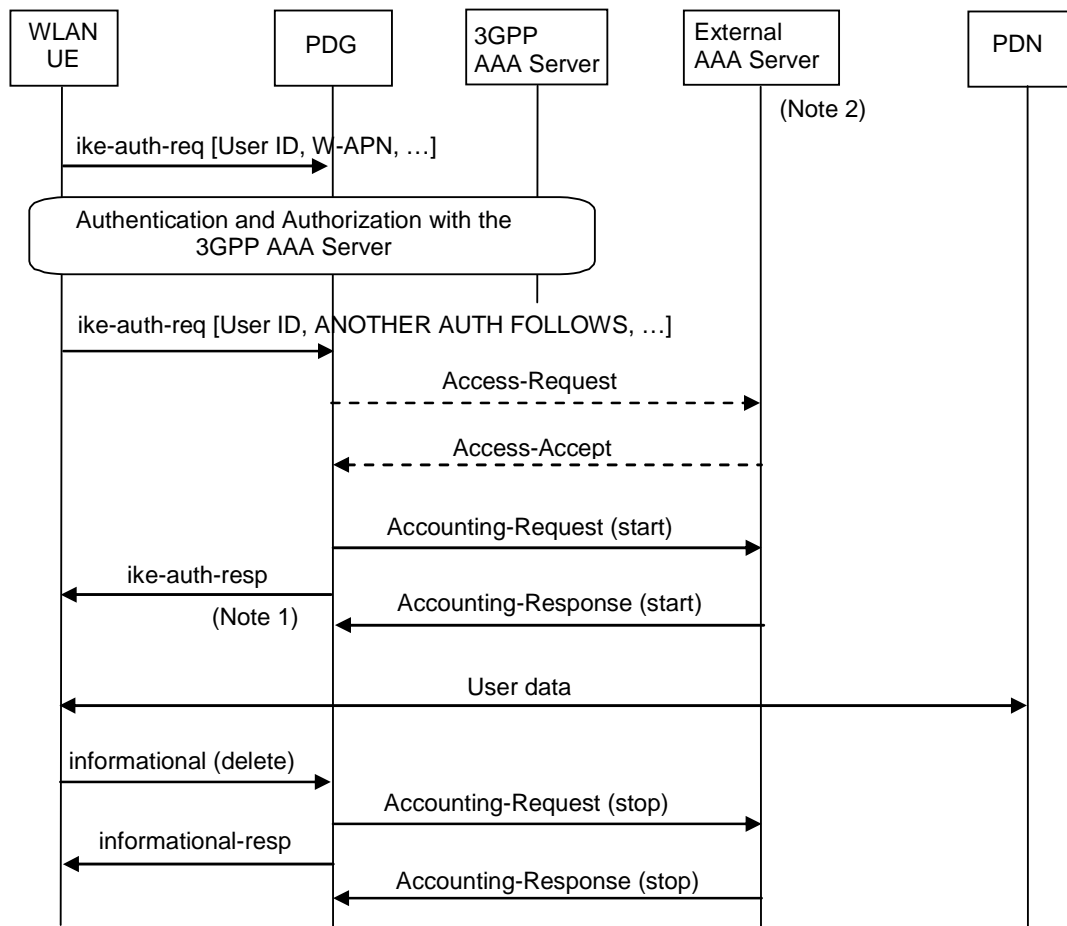 WLAN
UE
PDG
3GPP
AAA Server
External
AAA Server
PDN
(Note 2)
ike-auth-req [User ID, W-APN, …]
Authentication and Authorization with the
3GPP AAA Server
ike-auth-req [User ID, ANOTHER AUTH FOLLOWS, …]
Access-Request
Access-Accept
Accounting-Request (start)
ike-auth-resp
(Note 1)
Accounting-Response (start)
User data
informational (delete)
Accounting-Request (stop)
informational-resp
Accounting-Response (stop)